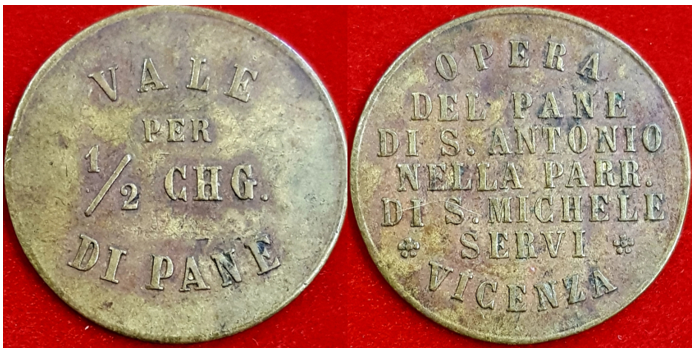 VALE
PER
1/2 CHG.
DI PANE
OPERA
DEL PANE
DI S. ANTONIO
NELLA PARR.
DI S. MICHELE
SERVI
VICENZA